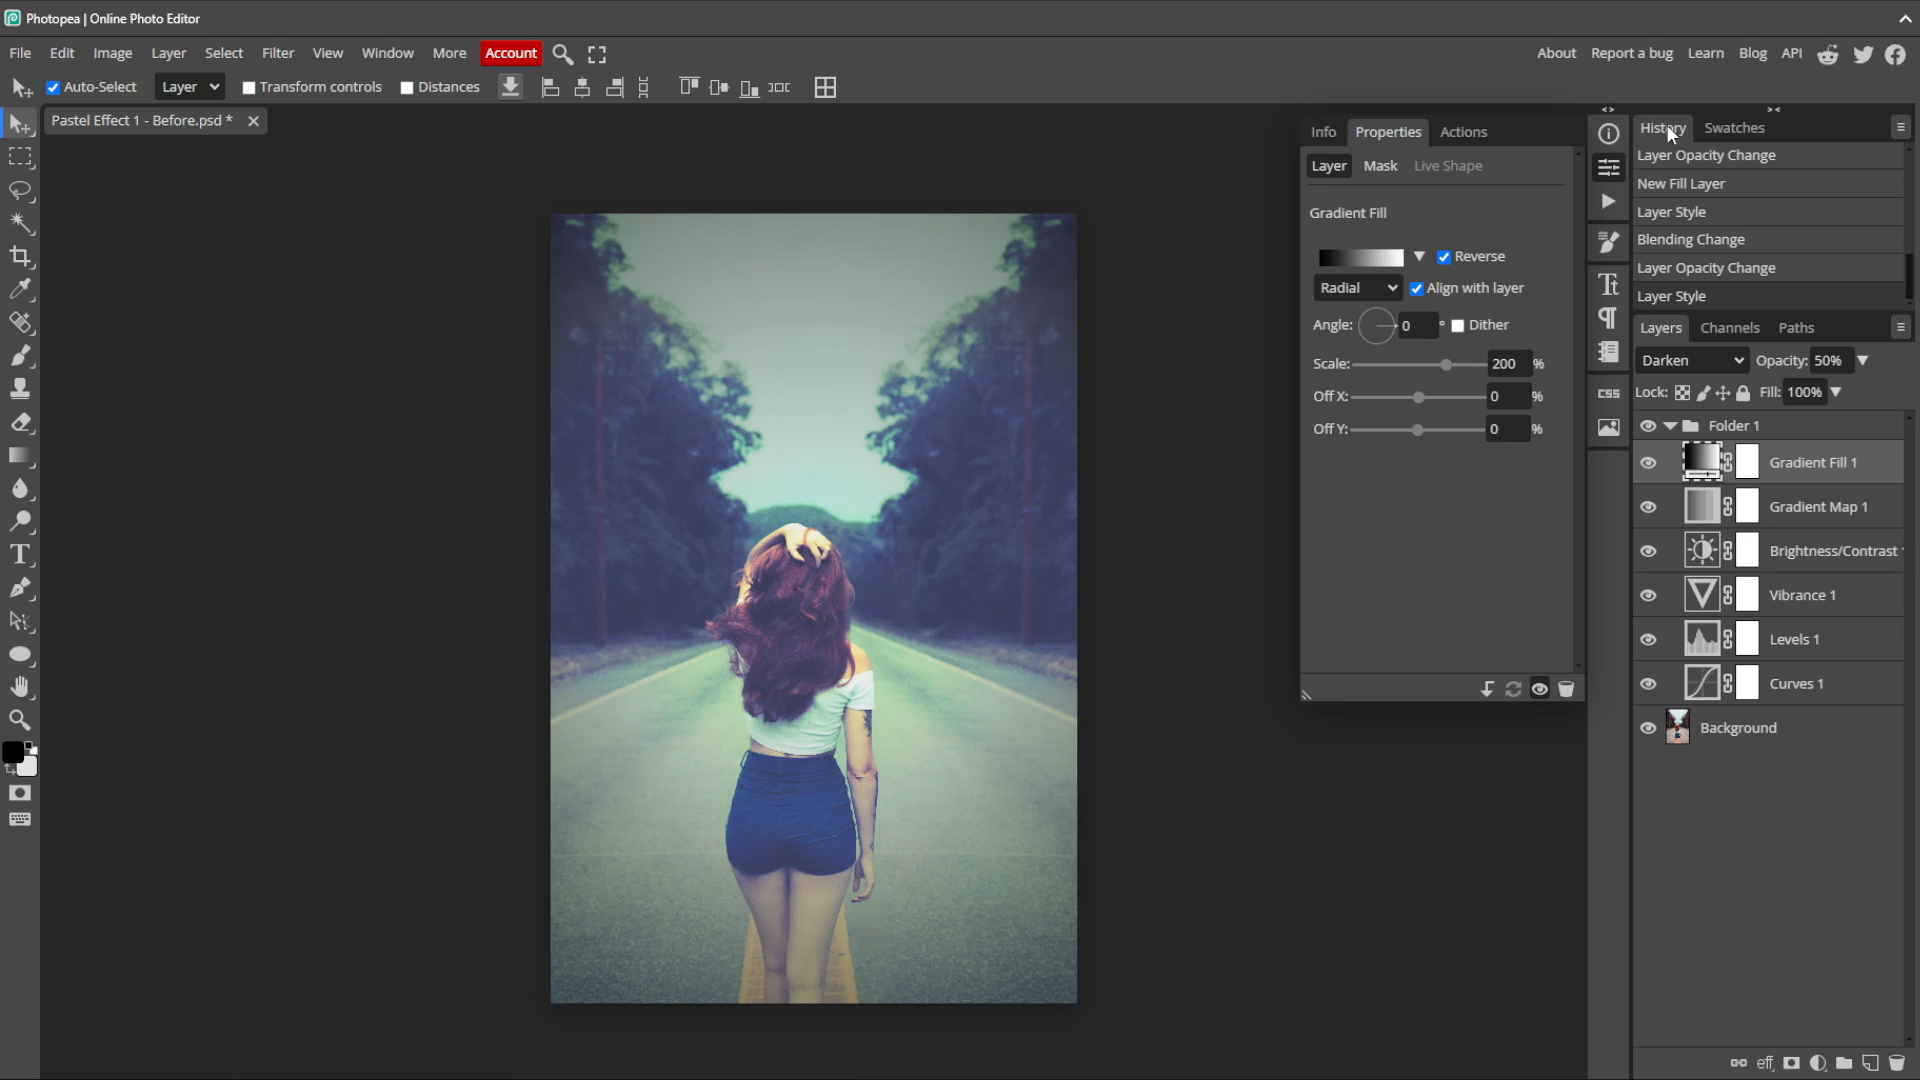 Photopea | Online Photo Editor
File Edit Image Layer Select Filter View Window More Account
About Report a bug Learn Blog API
Auto-Select Layer Transform controls Distances
Pastel Effect 1 - Before.psd *
Info Properties Actions
Layer Mask Live Shape
Gradient Fill
Reverse
Radial Align with layer
Angle: 0 ° Dither
Scale: 200 %
Off X: 0 %
Off Y: 0 %
CSS
History Swatches
Layer Opacity Change
New Fill Layer
Layer Style
Blending Change
Layer Opacity Change
Layer Style
Layers Channels Paths
Darken Opacity: 50%
Lock: Fill: 100%
Folder 1
Gradient Fill 1
Gradient Map 1
Brightness/Contrast
Vibrance 1
Levels 1
Curves 1
Background
eff